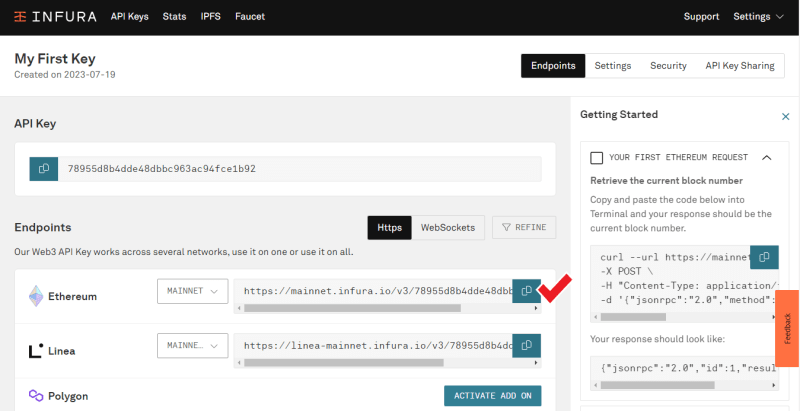 INFURA API Keys Stats IPFS Faucet Support Settings
My First Key
Created on 2023-07-19
Endpoints Settings Security API Key Sharing
API Key
78955d8b4dde48dbbc963ac94fce1b92
Endpoints
Https WebSockets REFINE
Our Web3 API Key works across several networks, use it on one or use it on all.
Ethereum MAINNET https://mainnet.infura.io/v3/78955d8b4dde48dbb
Linea MAINNE... https://linea-mainnet.infura.io/v3/78955d8b4dd
Polygon ACTIVATE ADD ON
Getting Started
YOUR FIRST ETHEREUM REQUEST
Retrieve the current block number
Copy and paste the code below into
Terminal and your response should be the
current block number.
curl --url https://mainnet
-X POST \
-H "Content-Type: application/
-d '{"jsonrpc":"2.0","method":
Your response should look like:
{"jsonrpc":"2.0","id":1,"resul
Feedback